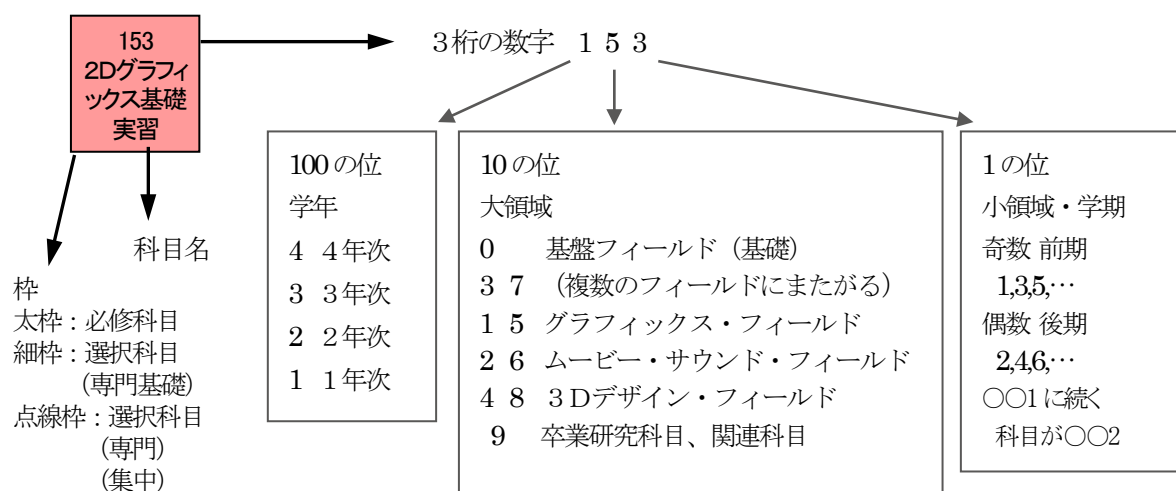 153
2Dグラフィ
ックス基礎
実習
3桁の数字 1 5 3
科目名
枠
太枠：必修科目
細枠：選択科目
(専門基礎)
点線枠：選択科目
(専門)
(集中)
100の位
学年
4 4年次
3 3年次
2 2年次
1 1年次
10の位
大領域
0 基盤フィールド（基礎）
3 7 （複数のフィールドにまたがる）
1 5 グラフィックス・フィールド
2 6 ムービー・サウンド・フィールド
4 8 3Dデザイン・フィールド
9 卒業研究科目、関連科目
1の位
小領域・学期
奇数 前期
1,3,5,…
偶数 後期
2,4,6,…
〇〇1に続く
科目が〇〇2